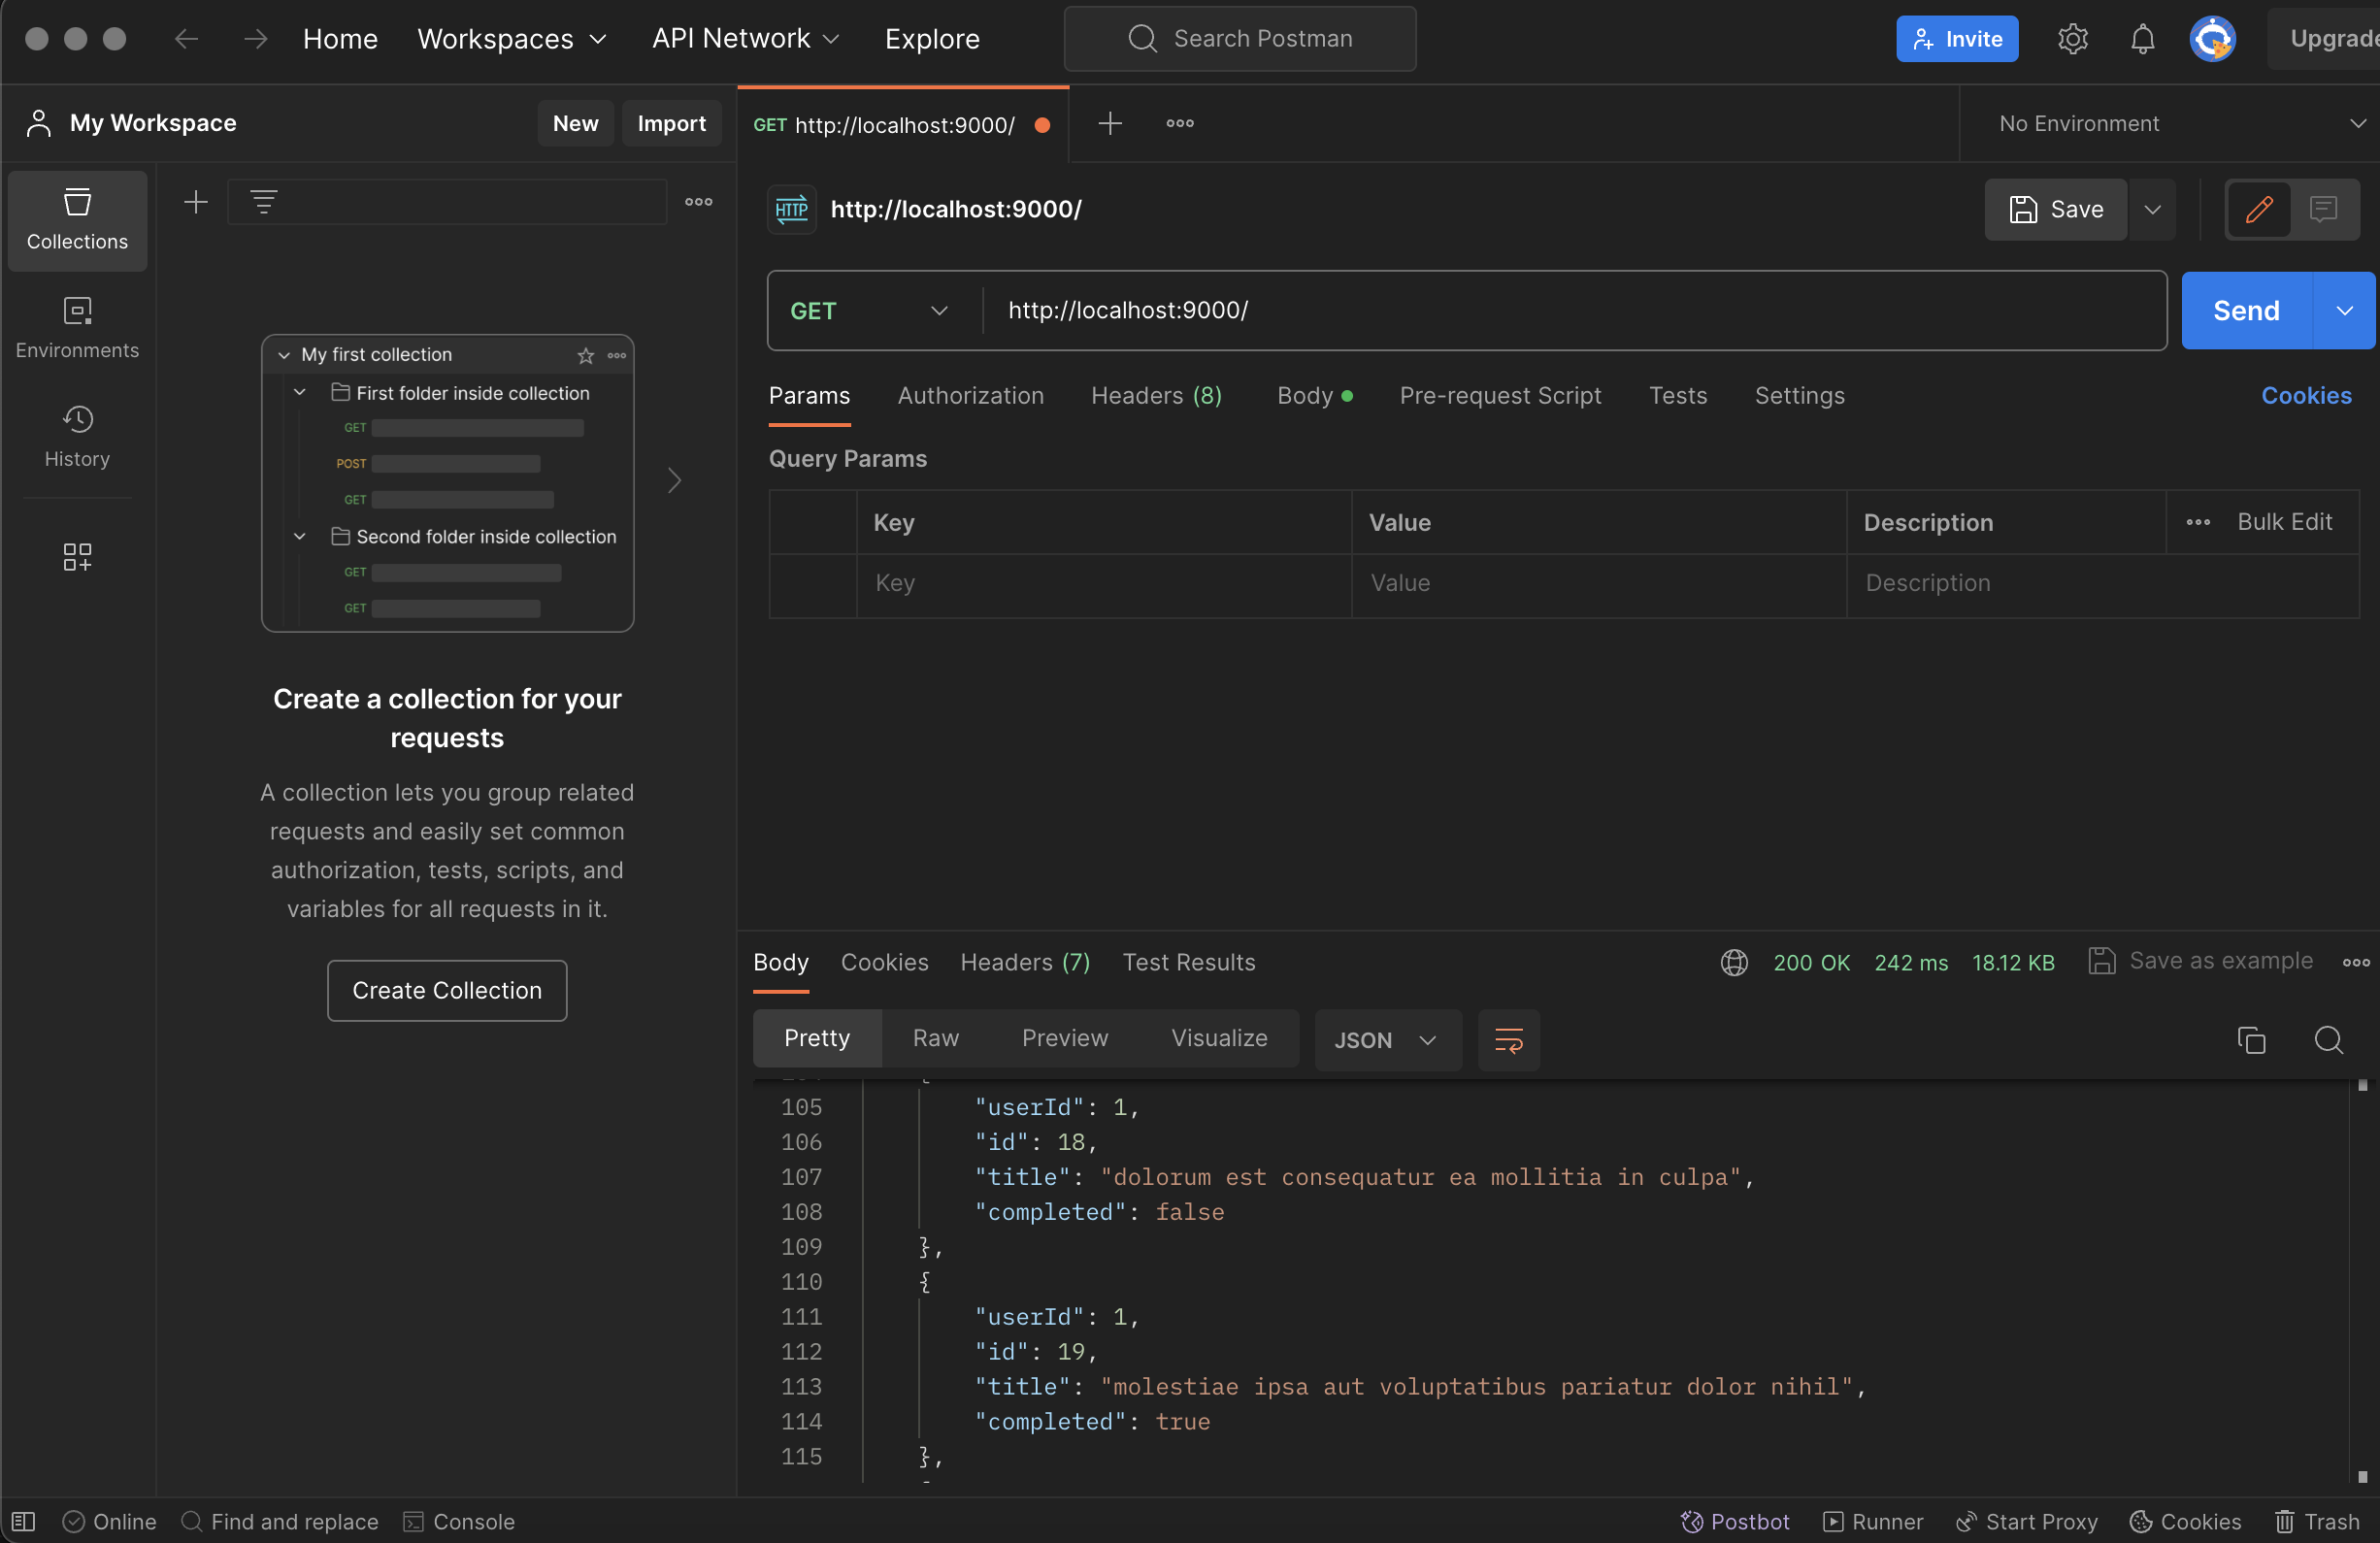 Home Workspaces API Network Explore Search Postman Invite
My Workspace New Import GET http://localhost:9000/ No Environment
Collections
Environments
History
My first collection
First folder inside collection
GET
POST
GET
Second folder inside collection
GET
GET
Create a collection for your
requests
A collection lets you group related
requests and easily set common
authorization, tests, scripts, and
variables for all requests in it.
Create Collection
HTTP http://localhost:9000/ Save
GET http://localhost:9000/ Send
Params Authorization Headers (8) Body Pre-request Script Tests Settings Cookies
Query Params
Key Value Description Bulk Edit
Key Value Description
Body Cookies Headers (7) Test Results 200 OK 242 ms 18.12 KB Save as example
Pretty Raw Preview Visualize JSON
105 "userId": 1,
106 "id": 18,
107 "title": "dolorum est consequatur ea mollitia in culpa",
108 "completed": false
109 },
110 {
111 "userId": 1,
112 "id": 19,
113 "title": "molestiae ipsa aut voluptatibus pariatur dolor nihil",
114 "completed": true
115 },
Online Find and replace Console Postbot Runner Start Proxy Cookies Trash